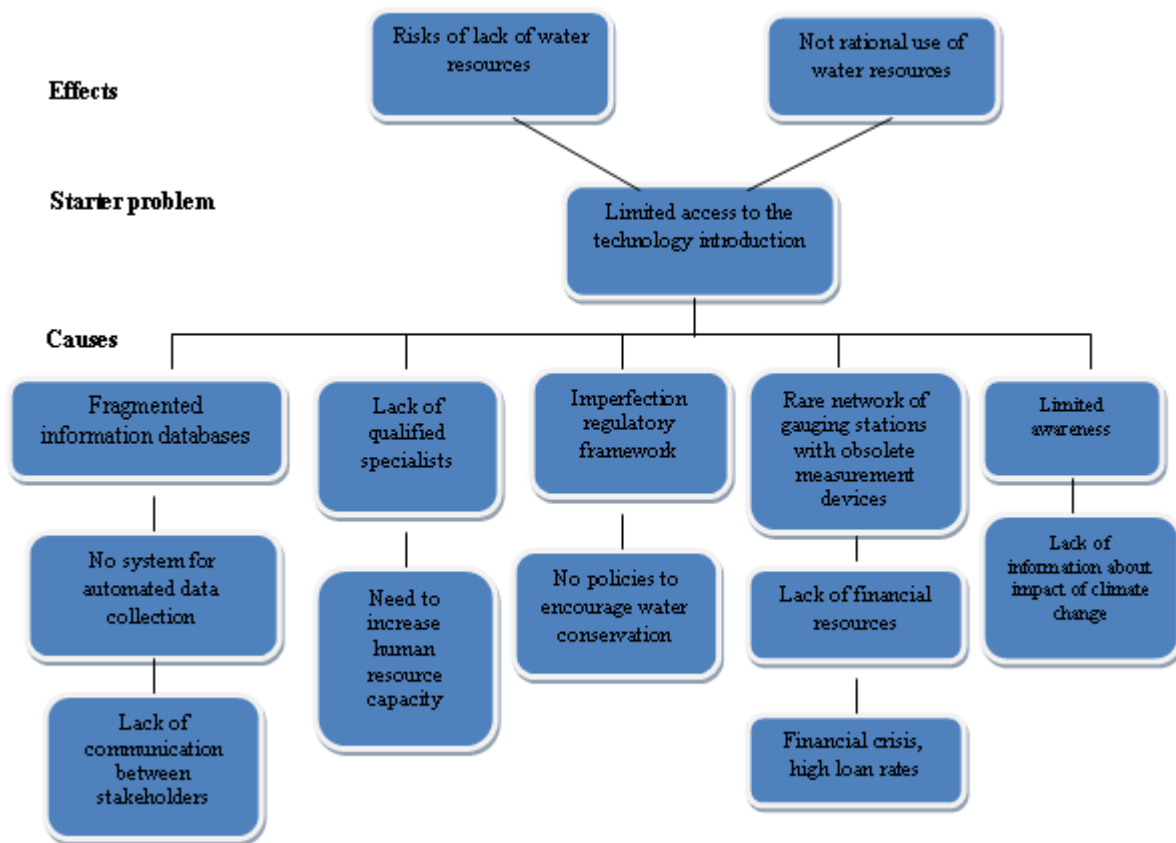 Risks of lack of water
resources
Not rational use of
water resources
Effects
Starter problem
Limited access to the
technology introduction
Causes
Fragmented
information databases
Lack of
qualified
specialists
Imperfection
regulatory
framework
Rare network of
gauging stations
with obsolete
measurement
devices
Limited
awareness
No system for
automated data
collection
Need to
increase
human
resource
capacity
No policies to
encourage water
conservation
Lack of financial
resources
Lack of
information about
impact of climate
change
Lack of
communication
between
stakeholders
Financial crisis,
high loan rates